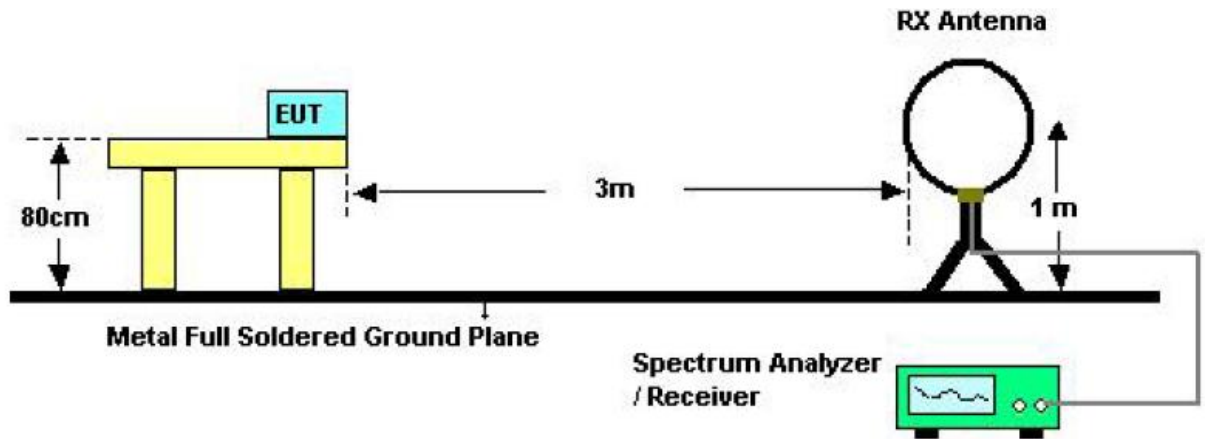 RX Antenna
EUT
80cm
3m
1 m
Metal Full Soldered Ground Plane
Spectrum Analyzer
/ Receiver